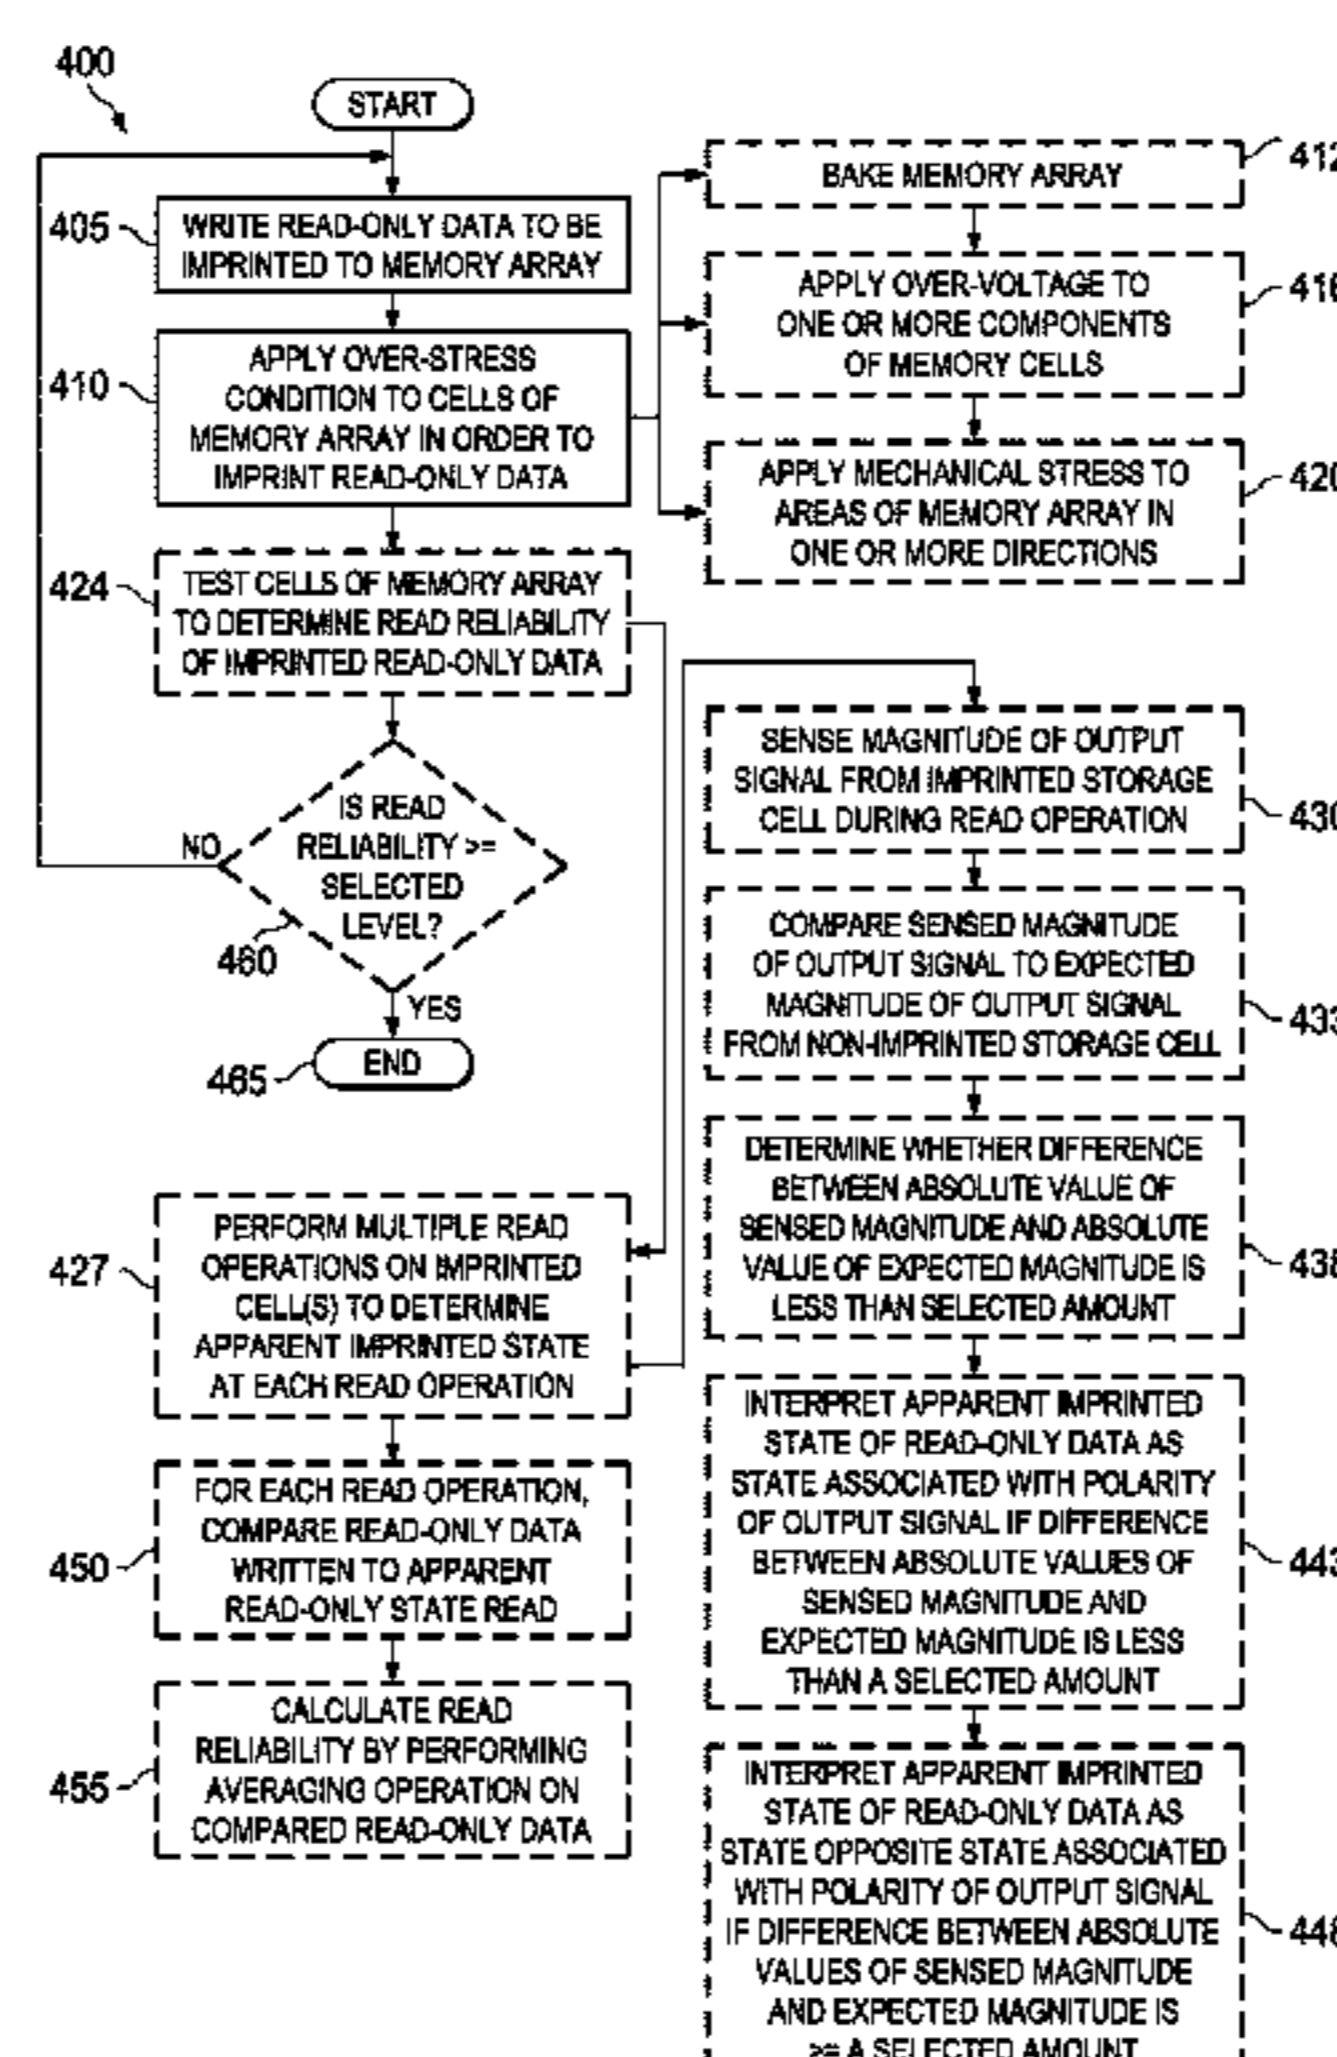 400
START
405
WRITE READ-ONLY DATA TO BE
IMPRINTED TO MEMORY ARRAY
410
APPLY OVER-STRESS
CONDITION TO CELLS OF
MEMORY ARRAY IN ORDER TO
IMPRINT READ-ONLY DATA
412
BAKE MEMORY ARRAY
416
APPLY OVER-VOLTAGE TO
ONE OR MORE COMPONENTS
OF MEMORY CELLS
420
APPLY MECHANICAL STRESS TO
AREAS OF MEMORY ARRAY IN
ONE OR MORE DIRECTIONS
424
TEST CELLS OF MEMORY ARRAY
TO DETERMINE READ RELIABILITY
OF IMPRINTED READ-ONLY DATA
IS READ
RELIABILITY >=
SELECTED
LEVEL?
NO
460
YES
465
END
427
PERFORM MULTIPLE READ
OPERATIONS ON IMPRINTED
CELL(S) TO DETERMINE
APPARENT IMPRINTED STATE
AT EACH READ OPERATION
450
FOR EACH READ OPERATION,
COMPARE READ-ONLY DATA
WRITTEN TO APPARENT
READ-ONLY STATE READ
455
CALCULATE READ
RELIABILITY BY PERFORMING
AVERAGING OPERATION ON
COMPARED READ-ONLY DATA
SENSE MAGNITUDE OF OUTPUT
SIGNAL FROM IMPRINTED STORAGE
CELL DURING READ OPERATION
430
COMPARE SENSED MAGNITUDE
OF OUTPUT SIGNAL TO EXPECTED
MAGNITUDE OF OUTPUT SIGNAL
FROM NON-IMPRINTED STORAGE CELL
433
DETERMINE WHETHER DIFFERENCE
BETWEEN ABSOLUTE VALUE OF
SENSED MAGNITUDE AND ABSOLUTE
VALUE OF EXPECTED MAGNITUDE IS
LESS THAN SELECTED AMOUNT
INTERPRET APPARENT IMPRINTED
STATE OF READ-ONLY DATA AS
STATE ASSOCIATED WITH POLARITY
OF OUTPUT SIGNAL IF DIFFERENCE
BETWEEN ABSOLUTE VALUES OF
SENSED MAGNITUDE AND
EXPECTED MAGNITUDE IS LESS
THAN A SELECTED AMOUNT
443
INTERPRET APPARENT IMPRINTED
STATE OF READ-ONLY DATA AS
STATE OPPOSITE STATE ASSOCIATED
WITH POLARITY OF OUTPUT SIGNAL
IF DIFFERENCE BETWEEN ABSOLUTE
VALUES OF SENSED MAGNITUDE
AND EXPECTED MAGNITUDE IS
>= A SELECTED AMOUNT